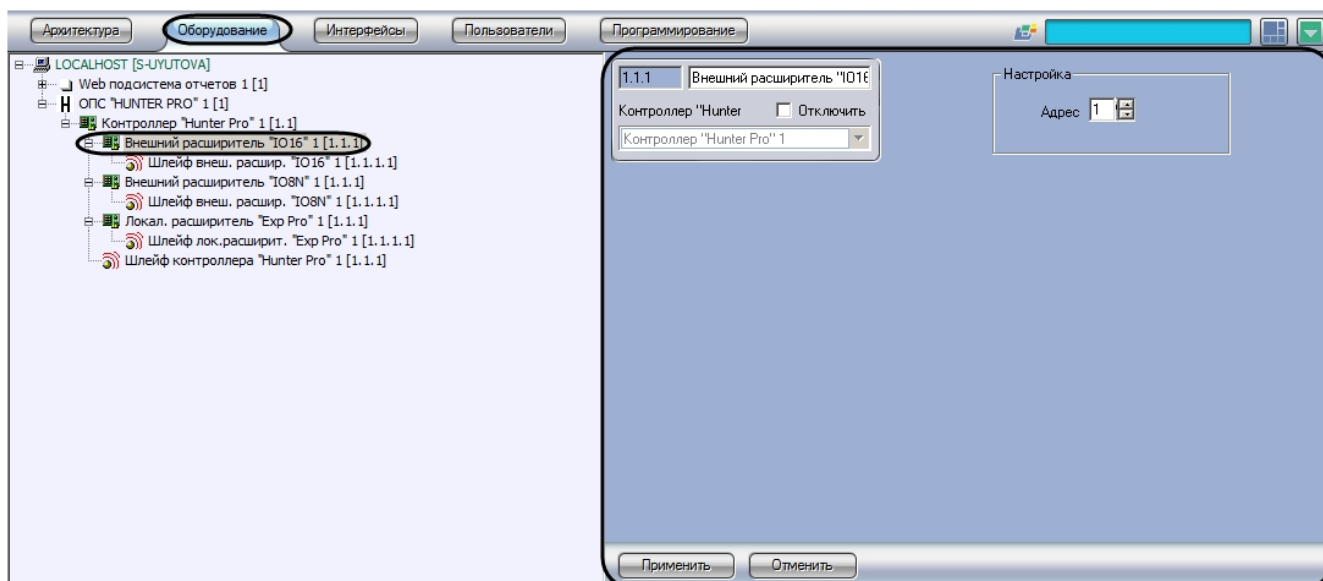 Архитектура Оборудование Интерфейсы Пользователи Программирование
LOCALHOST [S-UYUTOVA]
Web подсистема отчетов 1 [1]
ОПС "HUNTER PRO" 1 [1]
Контроллер "Hunter Pro" 1 [1.1]
Внешний расширитель "IO16" 1 [1.1.1]
Шлейф внеш. расшир. "IO16" 1 [1.1.1.1]
Внешний расширитель "IO8N" 1 [1.1.1]
Шлейф внеш. расшир. "IO8N" 1 [1.1.1.1]
Локал. расширитель "Exp Pro" 1 [1.1.1]
Шлейф лок.расширит. "Exp Pro" 1 [1.1.1.1]
Шлейф контроллера "Hunter Pro" 1 [1.1.1]
1.1.1 Внешний расширитель "IO16
Контроллер "Hunter Отключить
Контроллер "Hunter Pro" 1
Настройка
Адрес 1
Применить Отменить